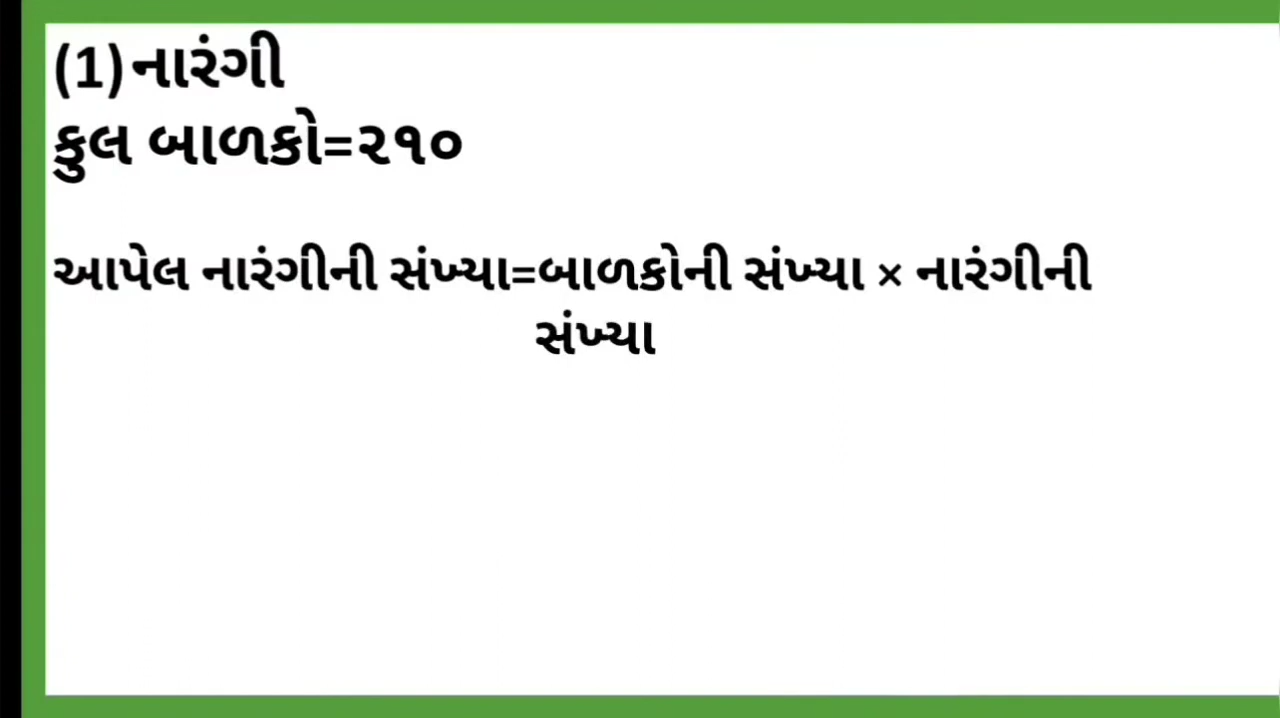 (1)નારંગી
કુલ બાળકો=૨૧૦
આપેલ નારંગીની સંખ્યા=બાળકોની સંખ્યા × નારંગીની
સંખ્યા